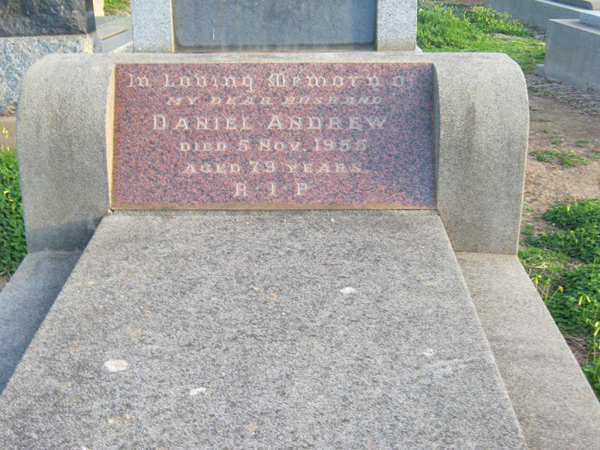 In Loving Memory of
MY DEAR HUSBAND
DANIEL ANDREW
DIED 5 NOV. 1955
AGED 79 YEARS.
R I P